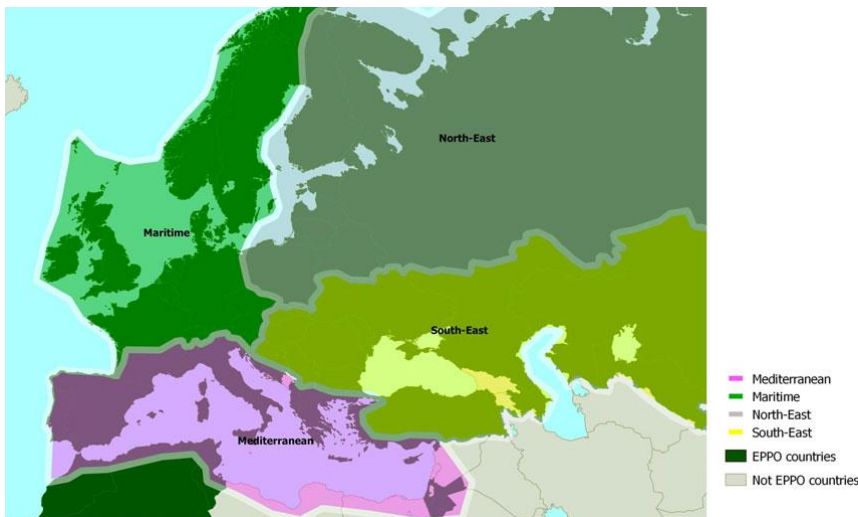 North-East
Maritime
South-East
Mediterranean
Mediterranean
Maritime
North-East
South-East
EPPO countries
Not EPPO countries